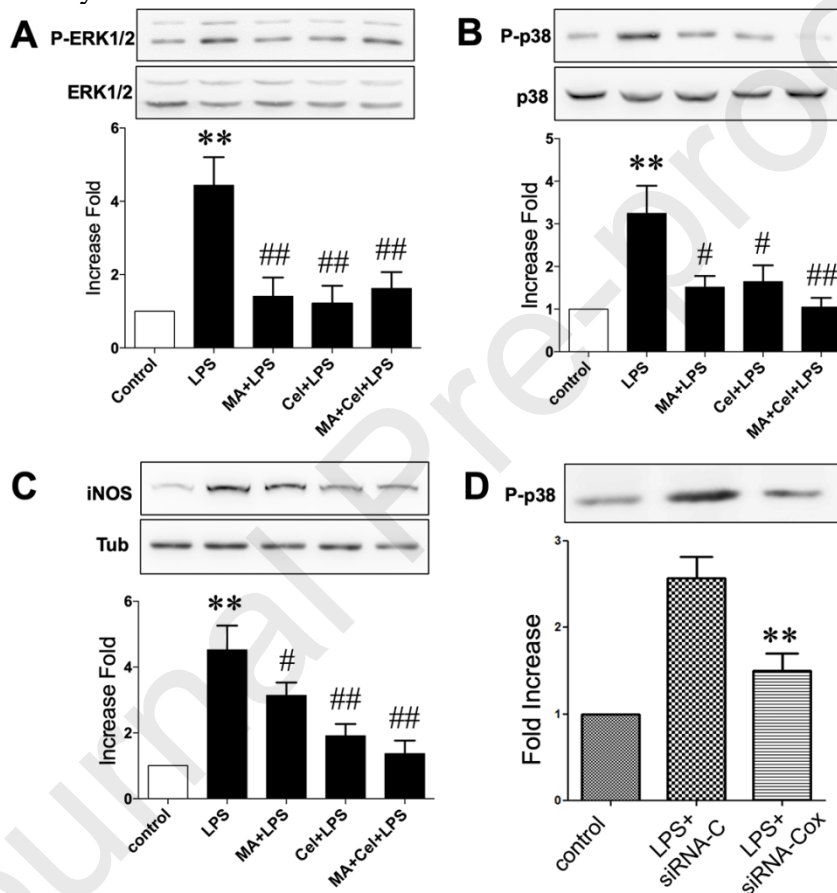 A
P-ERK1/2
ERK1/2
Increase Fold
6
4
2
0
**
##
##
##
Control
LPS
MA+LPS
Cel+LPS
MA+Cel+LPS
B
P-p38
p38
Increase Fold
5
4
3
2
1
0
**
#
#
##
control
LPS
MA+LPS
Cel+LPS
MA+Cel+LPS
C
iNOS
Tub
Increase Fold
6
4
2
0
**
#
##
##
control
LPS
MA+LPS
Cel+LPS
MA+Cel+LPS
D
P-p38
Fold Increase
3
2
1
0
**
control
LPS+
siRNA-C
LPS+
siRNA-Cox
urnal Pre-proo